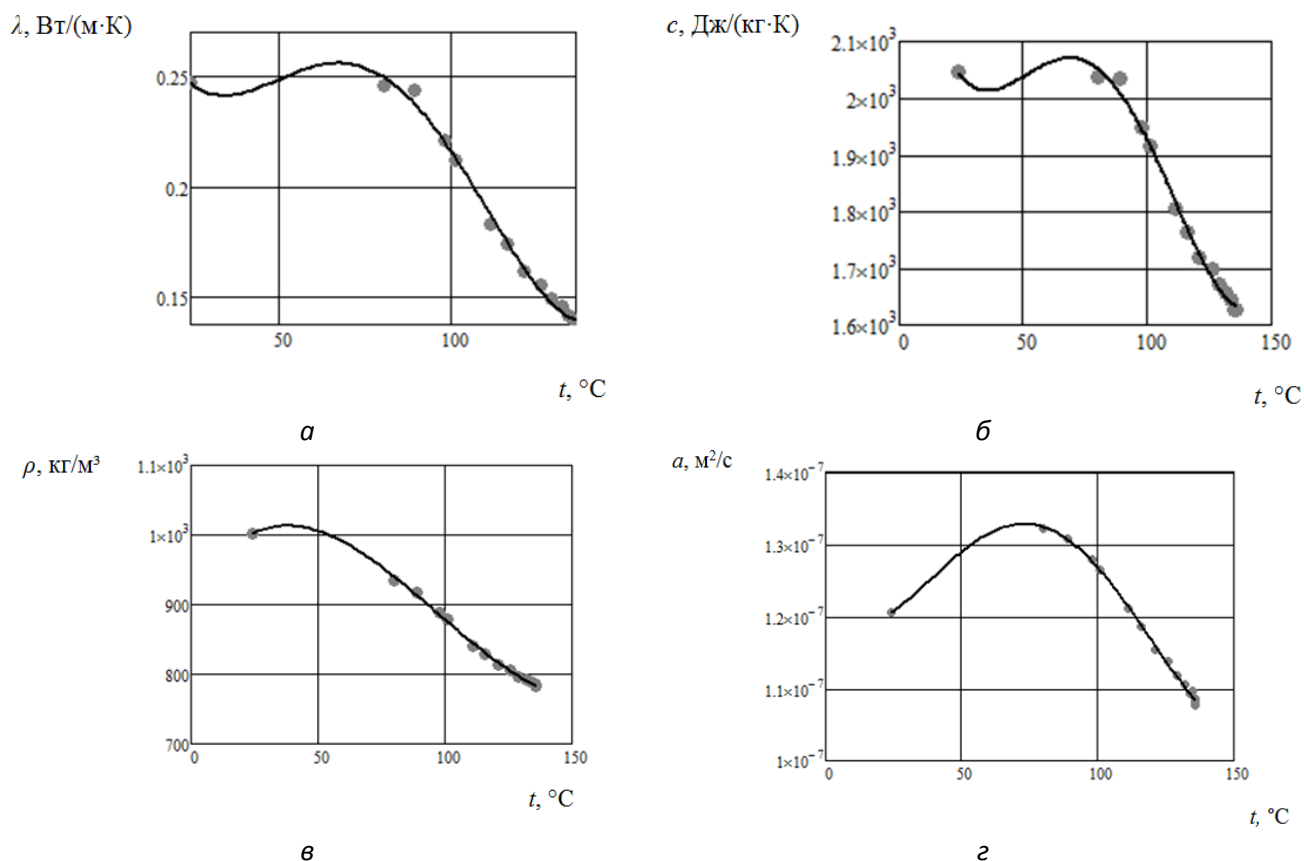 λ, Вт/(м·К)
0.25
0.2
0.15
50
100
t, °C
а
с, Дж/(кг·К)
2.1×10³
2×10³
1.9×10³
1.8×10³
1.7×10³
1.6×10³
0
50
100
150
t, °C
б
ρ, кг/м³
1.1×10³
1×10³
900
800
700
0
50
100
150
t, °C
в
a, м²/с
1.4×10⁻⁷
1.3×10⁻⁷
1.2×10⁻⁷
1.1×10⁻⁷
1×10⁻⁷
0
50
100
150
t, °C
г